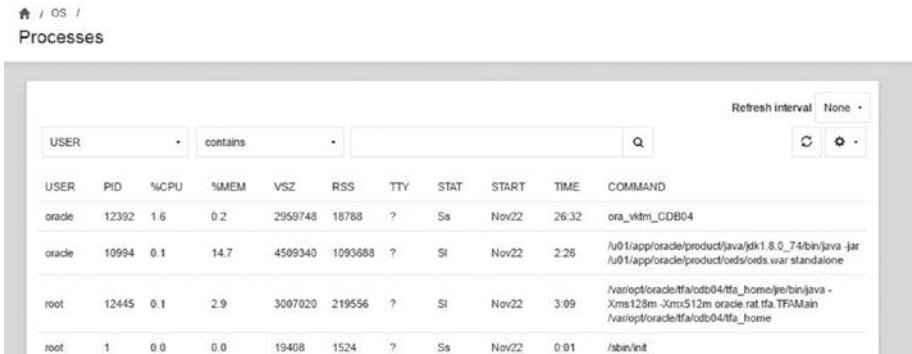 / OS /
Processes
Refresh interval None
USER contains
USER PID %CPU %MEM VSZ RSS TTY STAT START TIME COMMAND
oracle 12392 1.6 0.2 2959748 18788 ? Ss Nov22 26:32 ora_vktm_CDB04
oracle 10994 0.1 14.7 4509340 1093688 ? Sl Nov22 2:26 /u01/app/oracle/product/java/jdk1.8.0_74/bin/java -jar
/u01/app/oracle/product/ords/ords.war standalone
root 12445 0.1 2.9 3007020 219556 ? Sl Nov22 3:09 /var/opt/oracle/tfa/cdb04/tfa_home/jre/bin/java -
Xms128m -Xmx512m oracle.rat.tfa.TFAMain
/var/opt/oracle/tfa/cdb04/tfa_home
root 1 0.0 0.0 19408 1524 ? Ss Nov22 0:01 /sbin/init